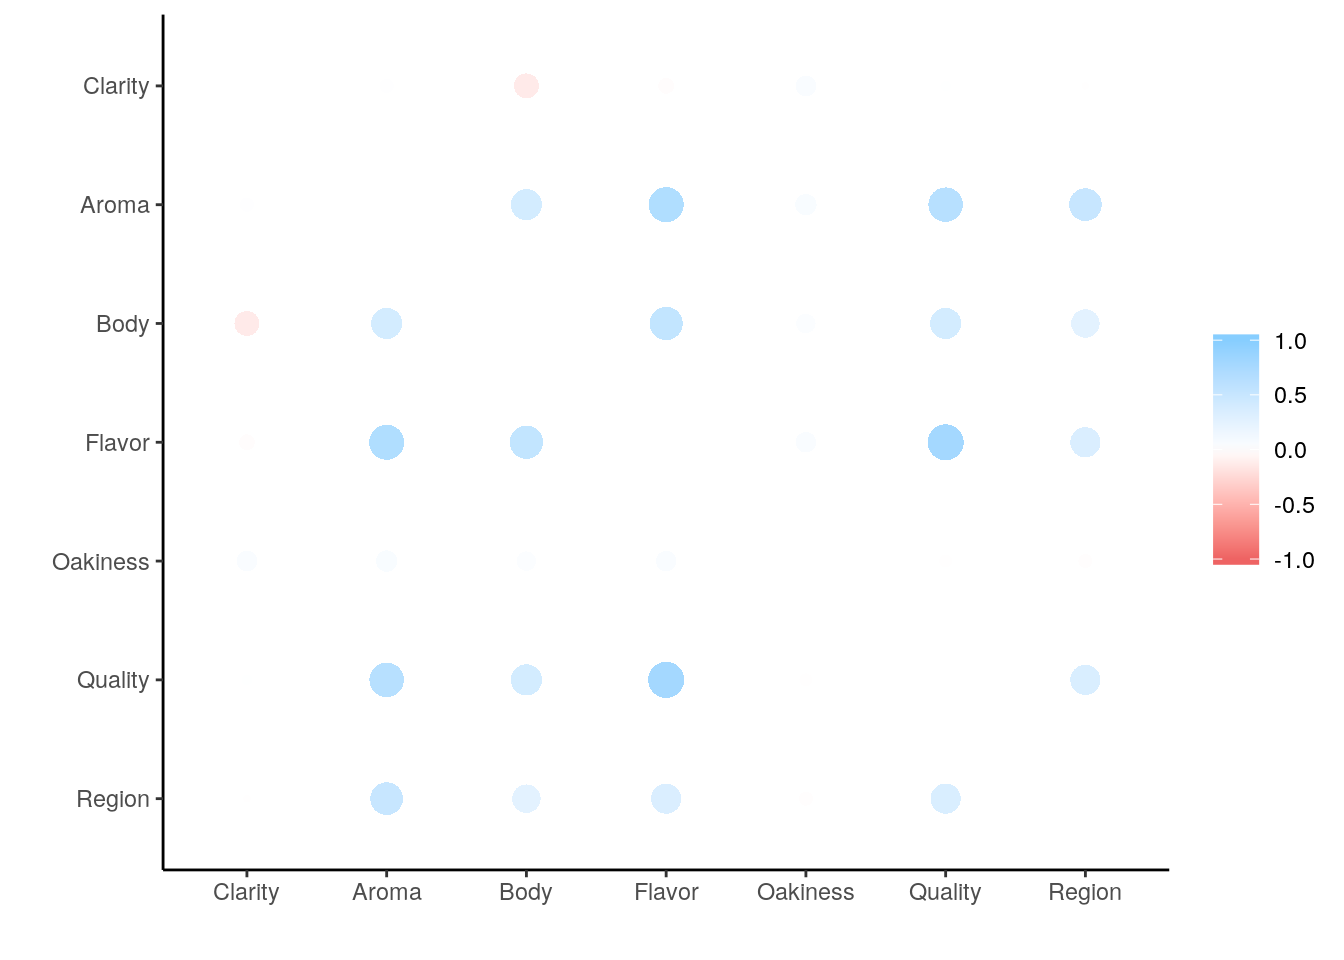 Clarity
Aroma
Body
Flavor
Oakiness
Quality
Region
Clarity Aroma Body Flavor Oakiness Quality Region
1.0
0.5
0.0
-0.5
-1.0